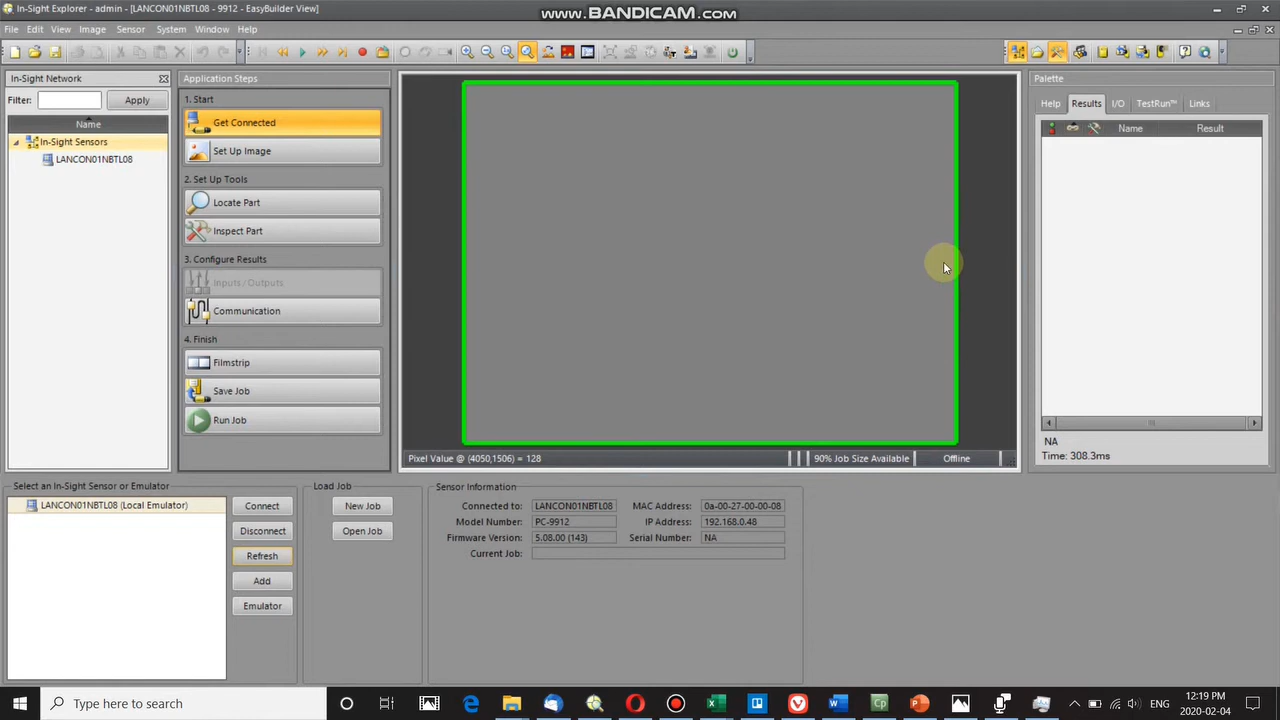 In-Sight Explorer - admin - [LANCON01NBTL08 - 9912 - EasyBuilder View]
www.BANDICAM.com
File Edit View Image Sensor System Window Help
In-Sight Network
Filter: Apply
Name
In-Sight Sensors
LANCON01NBTL08
Application Steps
1. Start
Get Connected
Set Up Image
2. Set Up Tools
Locate Part
Inspect Part
3. Configure Results
Inputs / Outputs
Communication
4. Finish
Filmstrip
Save Job
Run Job
Pixel Value @ (4050,1506) = 128
90% Job Size Available
Offline
Palette
Help Results I/O TestRun™ Links
Name Result
NA
Time: 308.3ms
Select an In-Sight Sensor or Emulator
LANCON01NBTL08 (Local Emulator)
Connect
Disconnect
Refresh
Add
Emulator
Load Job
New Job
Open Job
Sensor Information
Connected to: LANCON01NBTL08 MAC Address: 0a-00-27-00-00-08
Model Number: PC-9912 IP Address: 192.168.0.48
Firmware Version: 5.08.00 (143) Serial Number: NA
Current Job:
Type here to search
ENG
12:19 PM
2020-02-04